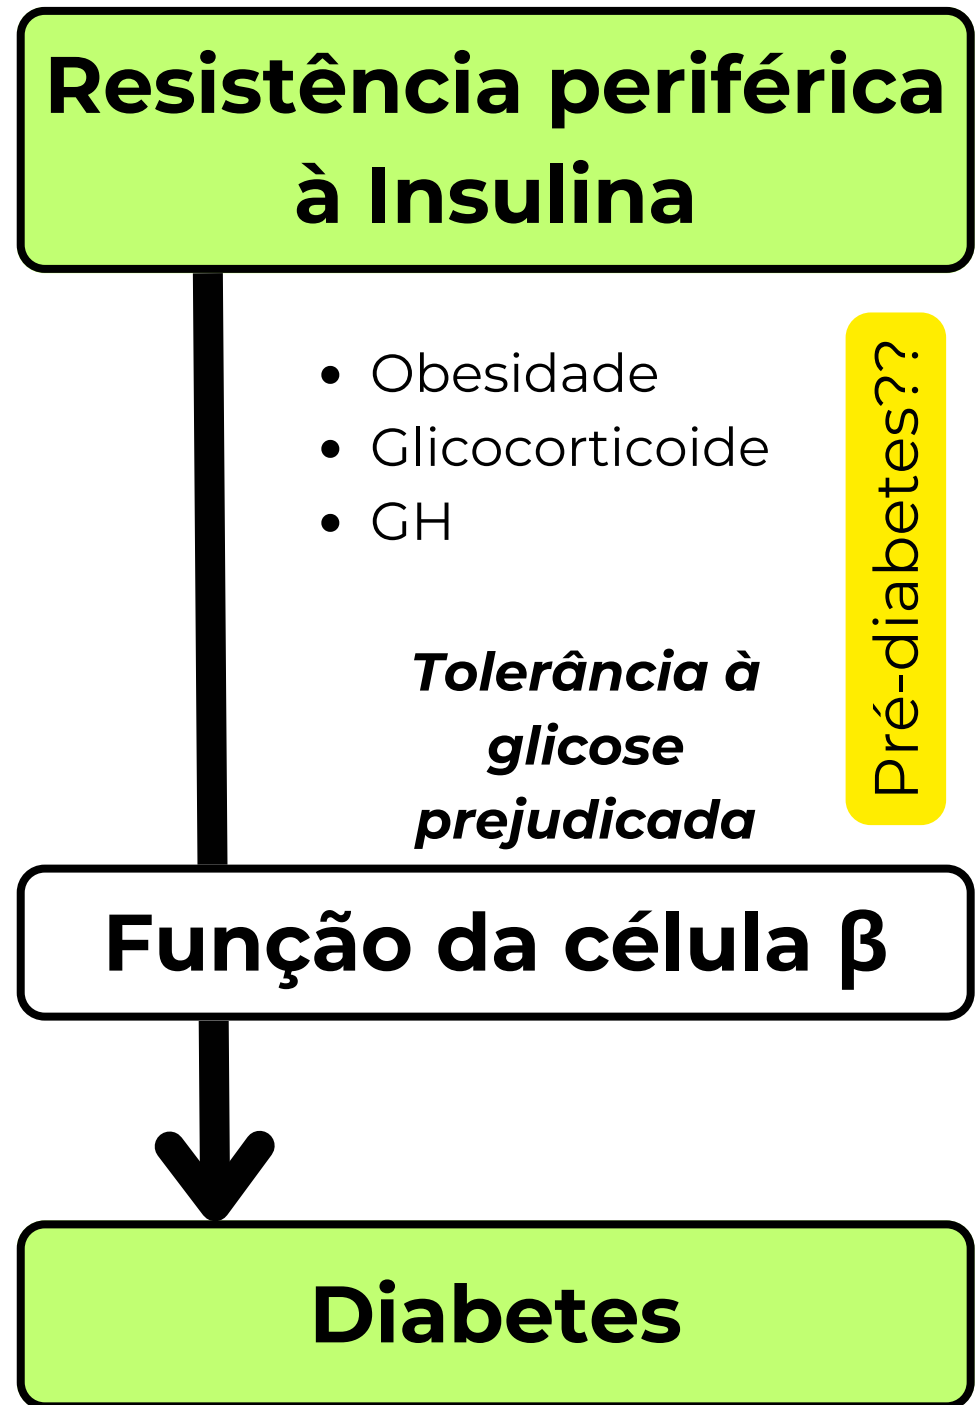 Resistência periférica
à Insulina
• Obesidade
• Glicocorticoide
• GH
Pré-diabetes??
Tolerância à
glicose
prejudicada
Função da célula β
Diabetes